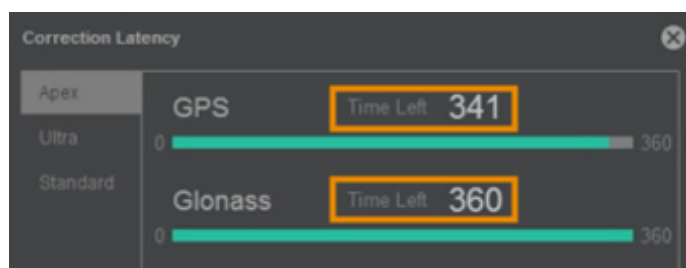 Correction Latency
Apex
Ultra
Standard
GPS Time Left 341
0 360
Glonass Time Left 360
0 360